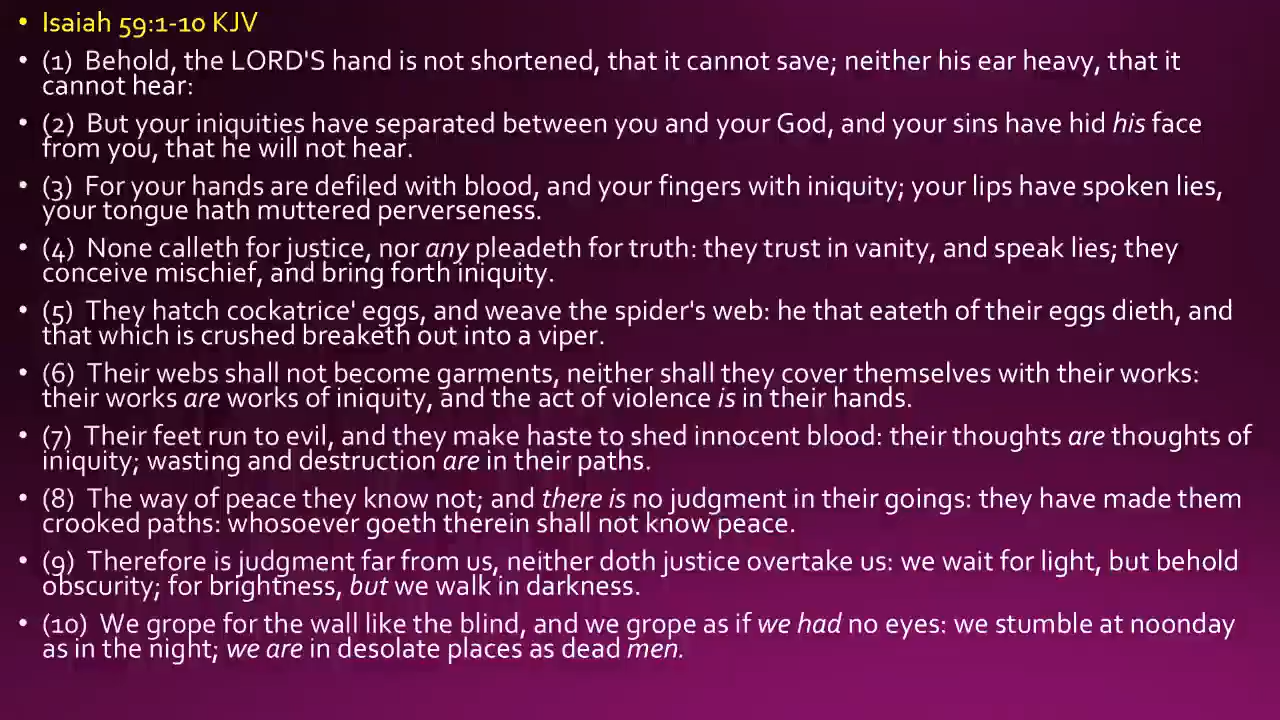 • Isaiah 59:1-10 KJV
• (1) Behold, the LORD'S hand is not shortened, that it cannot save; neither his ear heavy, that it
cannot hear:
• (2) But your iniquities have separated between you and your God, and your sins have hid his face
from you, that he will not hear.
• (3) For your hands are defiled with blood, and your fingers with iniquity; your lips have spoken lies,
your tongue hath muttered perverseness.
• (4) None calleth for justice, nor any pleadeth for truth: they trust in vanity, and speak lies; they
conceive mischief, and bring forth iniquity.
• (5) They hatch cockatrice' eggs, and weave the spider's web: he that eateth of their eggs dieth, and
that which is crushed breaketh out into a viper.
• (6) Their webs shall not become garments, neither shall they cover themselves with their works:
their works are works of iniquity, and the act of violence is in their hands.
• (7) Their feet run to evil, and they make haste to shed innocent blood: their thoughts are thoughts of
iniquity; wasting and destruction are in their paths.
• (8) The way of peace they know not; and there is no judgment in their goings: they have made them
crooked paths: whosoever goeth therein shall not know peace.
• (9) Therefore is judgment far from us, neither doth justice overtake us: we wait for light, but behold
obscurity; for brightness, but we walk in darkness.
• (10) We grope for the wall like the blind, and we grope as if we had no eyes: we stumble at noonday
as in the night; we are in desolate places as dead men.